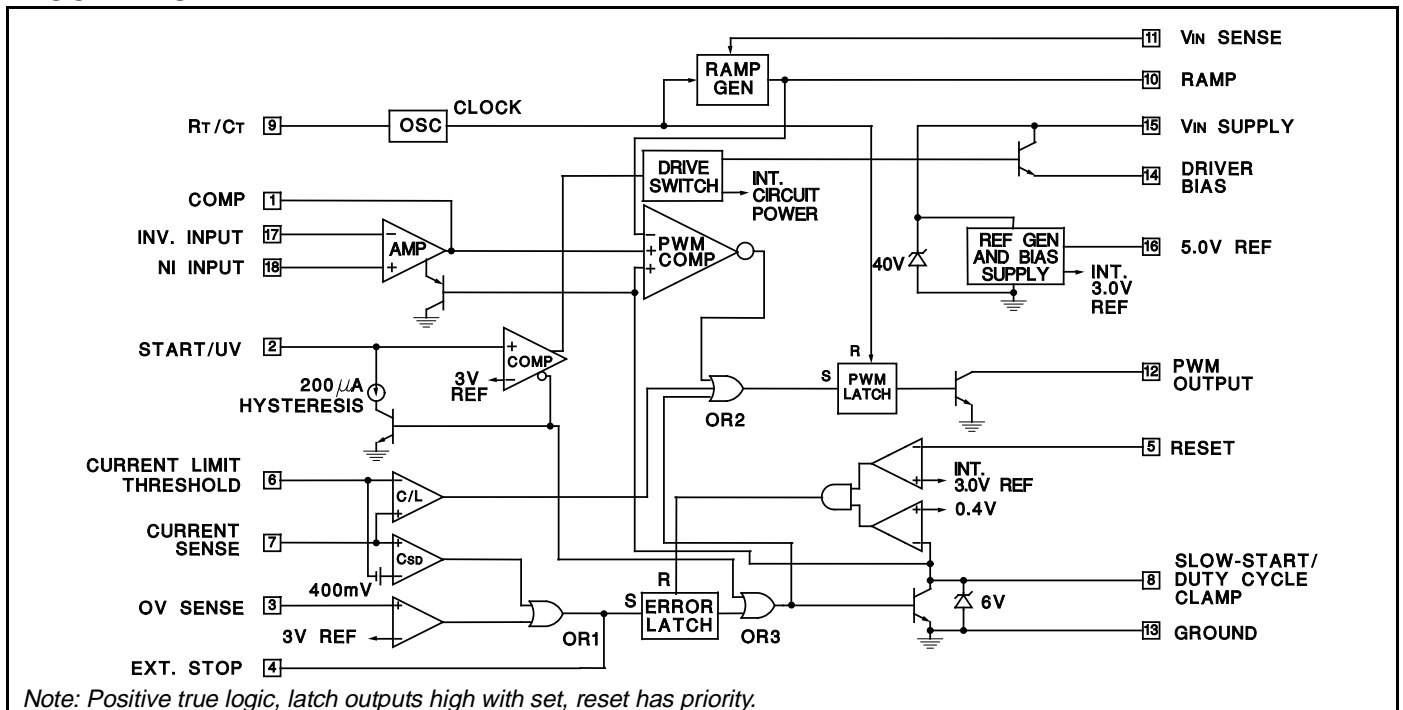 11 VIN SENSE
RAMP
GEN
10 RAMP
CLOCK
RT/CT 9
OSC
15 VIN SUPPLY
DRIVE
SWITCH
INT.
CIRCUIT
POWER
14 DRIVER
BIAS
COMP 1
INV. INPUT 17
NI INPUT 18
-
AMP
+
-
+
PWM
COMP
+
40V
REF GEN
AND BIAS
SUPPLY
16 5.0V REF
INT.
3.0V
REF
START/UV 2
+
COMP
-
3V
REF
200 μA
HYSTERESIS
OR2
S
R
PWM
LATCH
12 PWM
OUTPUT
CURRENT LIMIT
THRESHOLD 6
-
C/L
+
5 RESET
-
+
INT.
3.0V REF
+
0.4V
-
CURRENT
SENSE 7
+
CSD
-
400mV
OV SENSE 3
+
-
3V REF
OR1
S
R
ERROR
LATCH
OR3
8 SLOW-START/
DUTY CYCLE
CLAMP
6V
13 GROUND
EXT. STOP 4
Note: Positive true logic, latch outputs high with set, reset has priority.